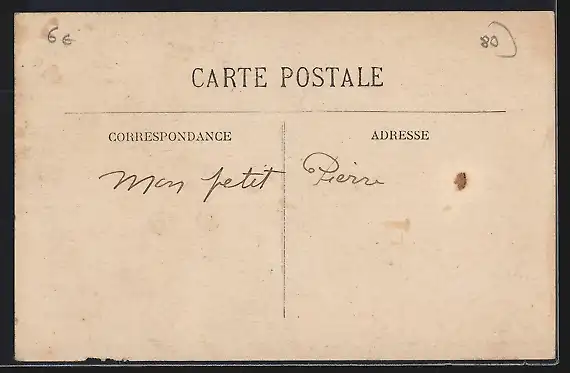 6€ 80
CARTE POSTALE
CORRESPONDANCE ADRESSE
Mon petit Pierre